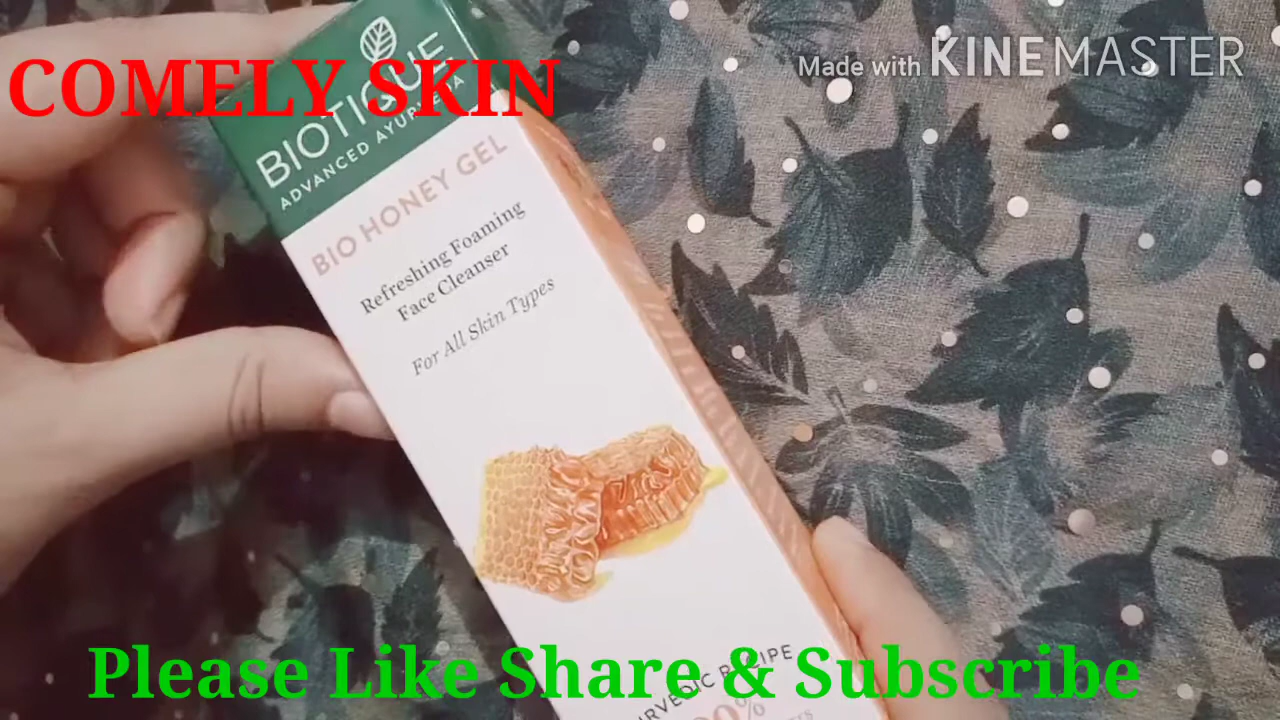 COMELY SKIN
Made with KINEMASTER
BIOTIQUE
ADVANCED AYURVEDA
BIO HONEY GEL
Refreshing Foaming
Face Cleanser
For All Skin Types
Please Like Share & Subscribe